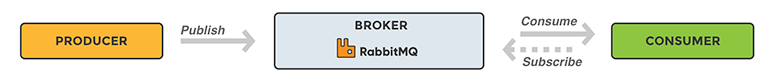 PRODUCER
Publish
BROKER
RabbitMQ
Consume
Subscribe
CONSUMER